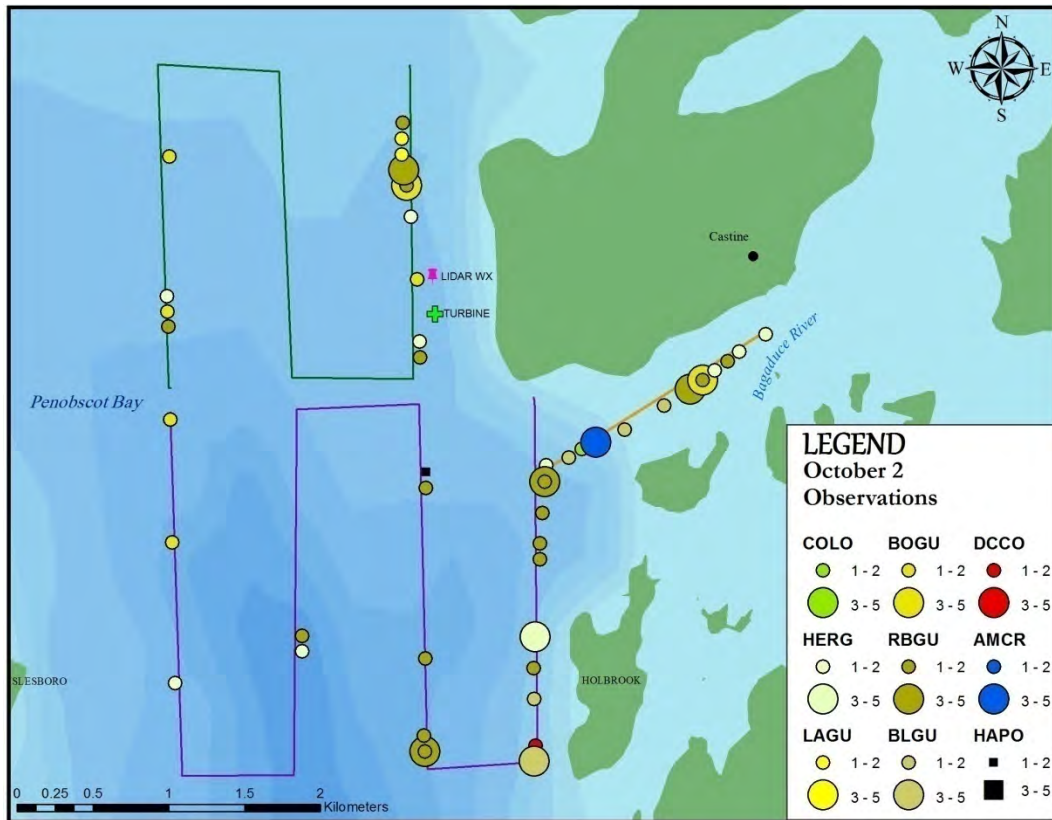 N
W E
S
Castine
LIDAR WX
TURBINE
Bagaduce River
Penobscot Bay
SLESBORO
HOLBROOK
0 0.25 0.5 1 1.5 2
Kilometers
LEGEND
October 2
Observations
COLO BOGU DCCO
1 - 2 1 - 2 1 - 2
3 - 5 3 - 5 3 - 5
HERG RBGU AMCR
1 - 2 1 - 2 1 - 2
3 - 5 3 - 5 3 - 5
LAGU BLGU HAPO
1 - 2 1 - 2 1 - 2
3 - 5 3 - 5 3 - 5